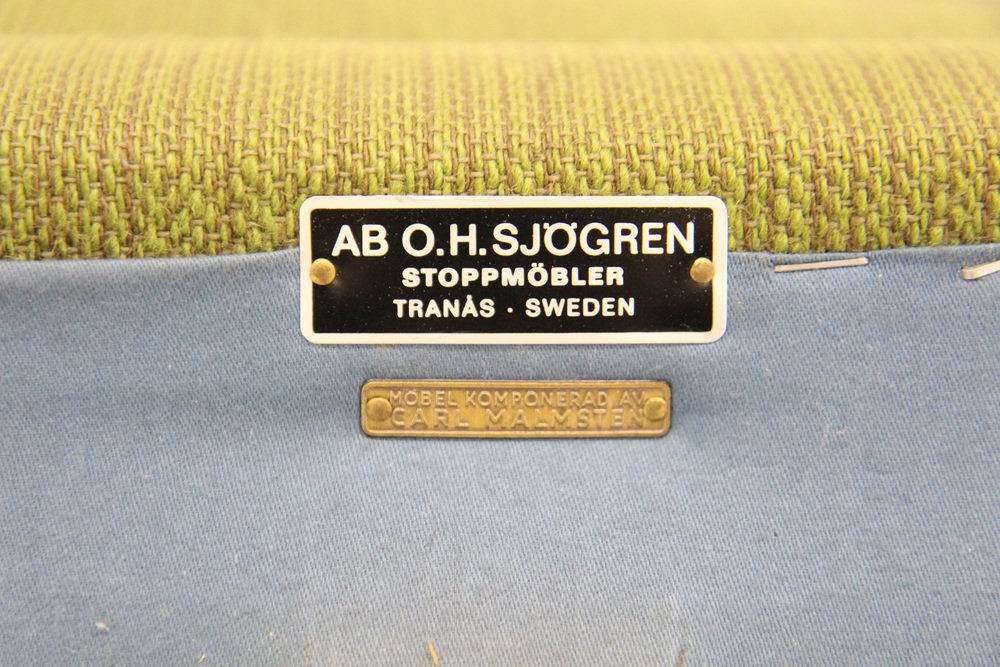 AB O.H. SJÖGREN
STOPPMÖBLER
TRANÅS · SWEDEN
MÖBEL KOMPONERAD AV
CARL MALMSTEN